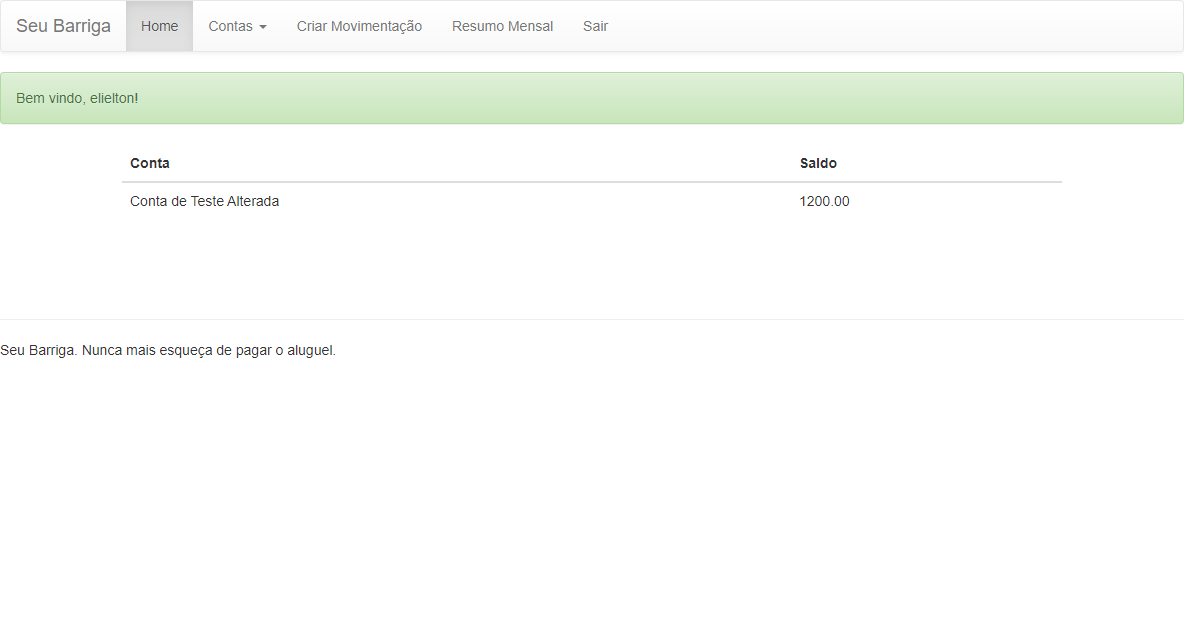 Seu Barriga Home Contas Criar Movimentação Resumo Mensal Sair
Bem vindo, elielton!
Conta Saldo
Conta de Teste Alterada 1200.00
Seu Barriga. Nunca mais esqueça de pagar o aluguel.